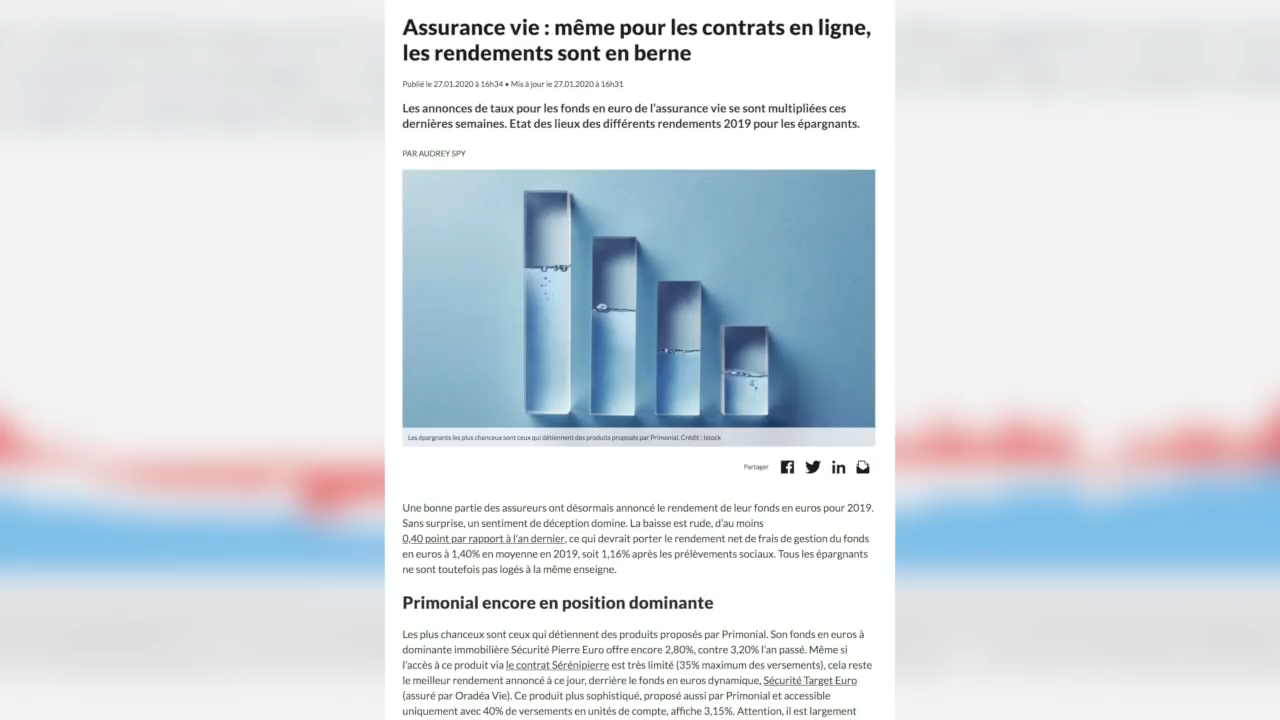 Assurance vie : même pour les contrats en ligne,
les rendements sont en berne
Publié le 27.01.2020 à 16h34 • Mis à jour le 27.01.2020 à 16h31
Les annonces de taux pour les fonds en euro de l'assurance vie se sont multipliées ces
dernières semaines. Etat des lieux des différents rendements 2019 pour les épargnants.
PAR AUDREY SPY
Les épargnants les plus chanceux sont ceux qui détiennent des produits proposés par Primonial. Crédit : Istock
Partager
Une bonne partie des assureurs ont désormais annoncé le rendement de leur fonds en euros pour 2019.
Sans surprise, un sentiment de déception domine. La baisse est rude, d'au moins
0,40 point par rapport à l'an dernier, ce qui devrait porter le rendement net de frais de gestion du fonds
en euros à 1,40% en moyenne en 2019, soit 1,16% après les prélèvements sociaux. Tous les épargnants
ne sont toutefois pas logés à la même enseigne.
Primonial encore en position dominante
Les plus chanceux sont ceux qui détiennent des produits proposés par Primonial. Son fonds en euros à
dominante immobilière Sécurité Pierre Euro offre encore 2,80%, contre 3,20% l'an passé. Même si
l'accès à ce produit via le contrat Sérénipierre est très limité (35% maximum des versements), cela reste
le meilleur rendement annoncé à ce jour, derrière le fonds en euros dynamique, Sécurité Target Euro
(assuré par Oradéa Vie). Ce produit plus sophistiqué, proposé aussi par Primonial et accessible
uniquement avec 40% de versements en unités de compte, affiche 3,15%. Attention, il est largement